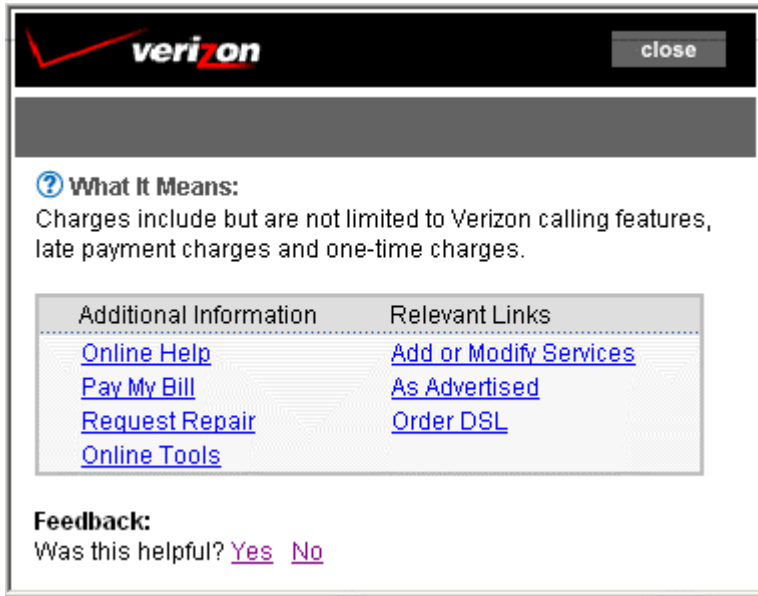 verizon
close
What It Means:
Charges include but are not limited to Verizon calling features,
late payment charges and one-time charges.
Additional Information Relevant Links
Online Help Add or Modify Services
Pay My Bill As Advertised
Request Repair Order DSL
Online Tools
Feedback:
Was this helpful? Yes No